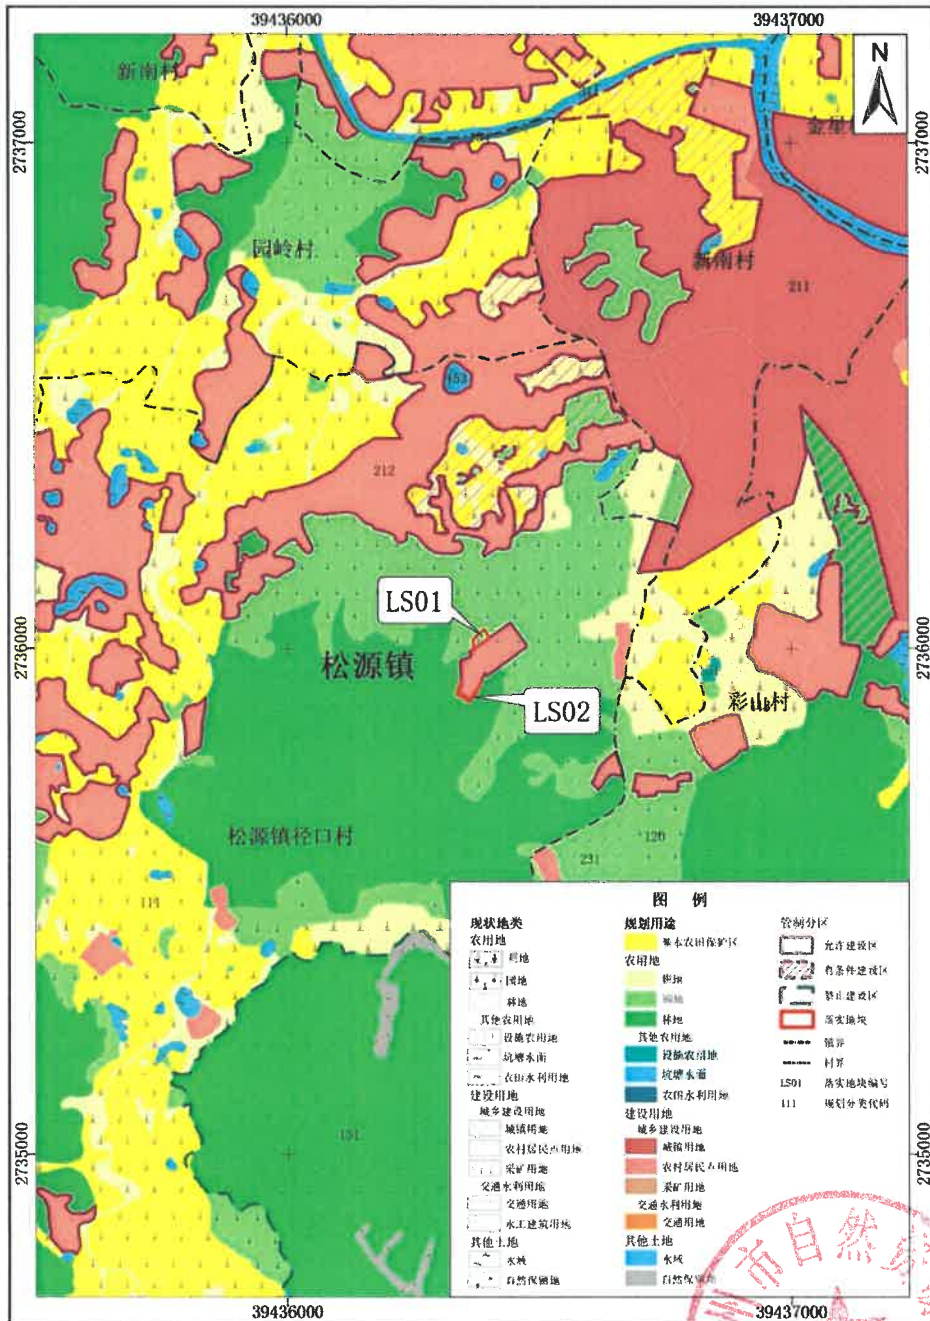 39436000
39437000
N
新南村
2737000
2737000
金星
园岭村
新南村
211
153
212
LS01
2736000
2736000
松源镇
LS02
彩山村
松源镇径口村
120
231
图 例
现状地类
农用地
耕地
园地
林地
其他农用地
设施农用地
坑塘水面
农田水利用地
建设用地
城乡建设用地
城镇用地
农村居民点用地
采矿用地
交通水利用地
交通用地
水工建筑用地
其他土地
水域
自然保留地
规划用途
基本农田保护区
农用地
耕地
园地
林地
其他农用地
设施农用地
坑塘水面
农田水利用地
建设用地
城乡建设用地
城镇用地
农村居民点用地
采矿用地
交通水利用地
交通用地
其他土地
水域
自然保留
管制分区
允许建设区
有条件建设区
禁止建设区
落实地块
镇界
村界
LS01 落实地块编号
111 规划分类代码
151
2735000
2735000
39436000
39437000
市自然